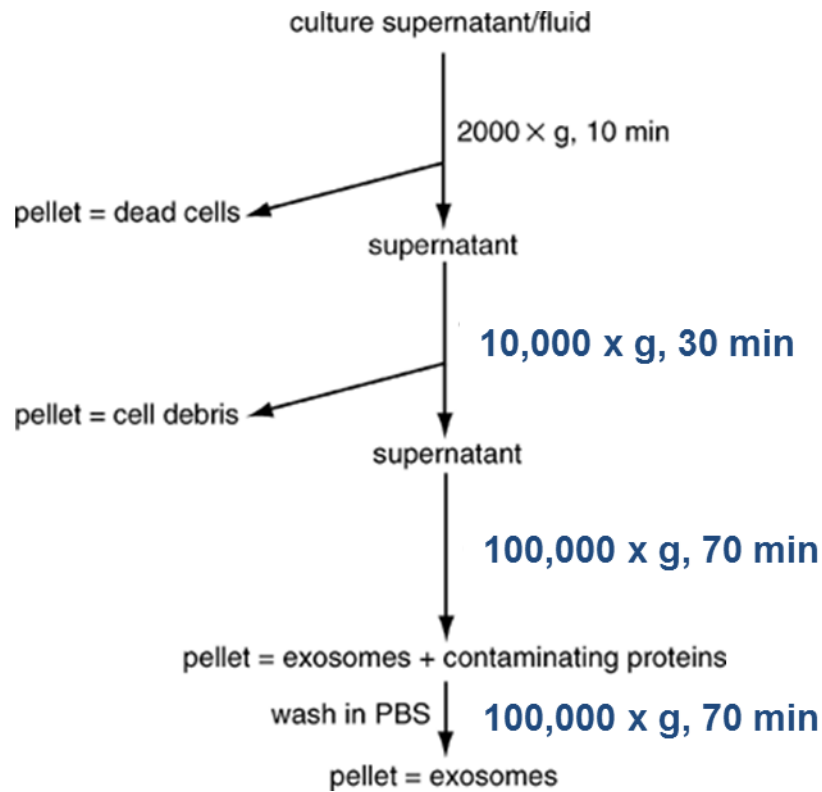 culture supernatant/fluid
2000 × g, 10 min
pellet = dead cells
supernatant
10,000 x g, 30 min
pellet = cell debris
supernatant
100,000 x g, 70 min
pellet = exosomes + contaminating proteins
wash in PBS 100,000 x g, 70 min
pellet = exosomes